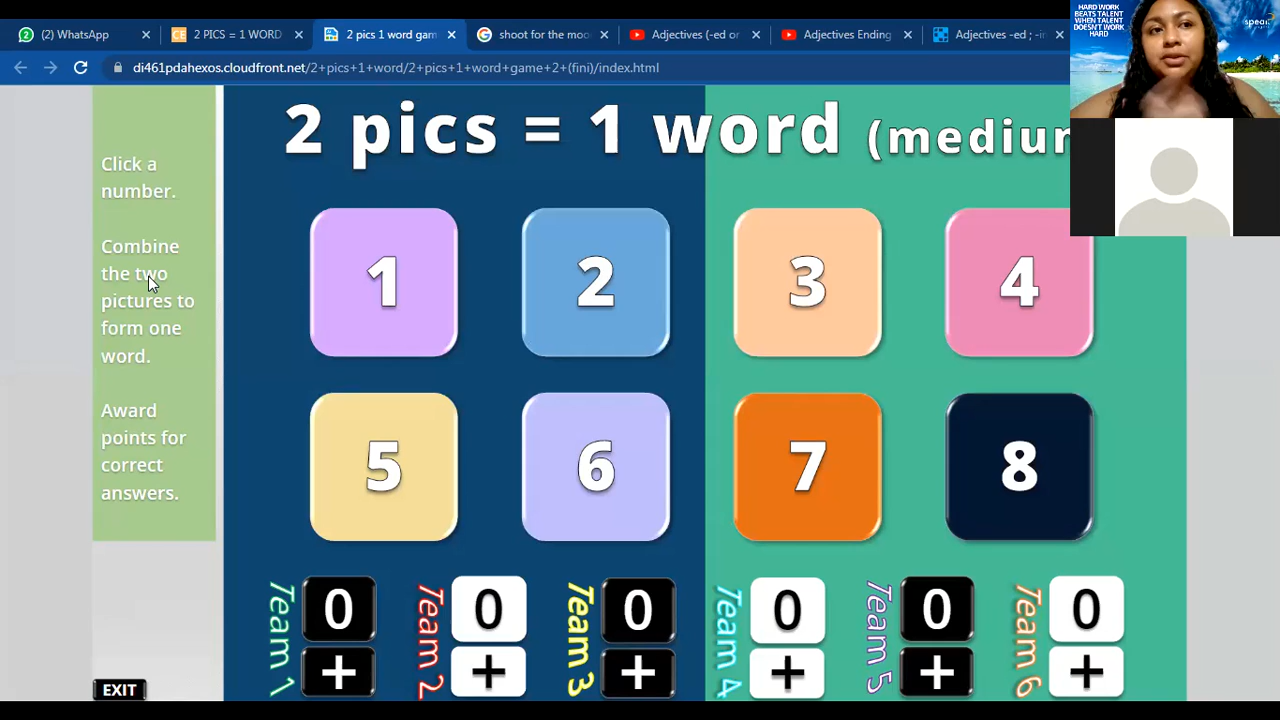 (2) WhatsApp
2 PICS = 1 WORD
2 pics 1 word gam
shoot for the moo
Adjectives (-ed or
Adjectives Ending
Adjectives -ed ; -in
di461pdahexos.cloudfront.net/2+pics+1+word/2+pics+1+word+game+2+(fini)/index.html
HARD WORK
BEATS TALENT
WHEN TALENT
DOESN'T WORK
HARD
speak
2 pics = 1 word (medium
Click a
number.
Combine
the two
pictures to
form one
word.
Award
points for
correct
answers.
1
2
3
4
5
6
7
8
Team 1
0
+
Team 2
0
+
Team 3
0
+
Team 4
0
+
Team 5
0
+
Team 6
0
+
EXIT